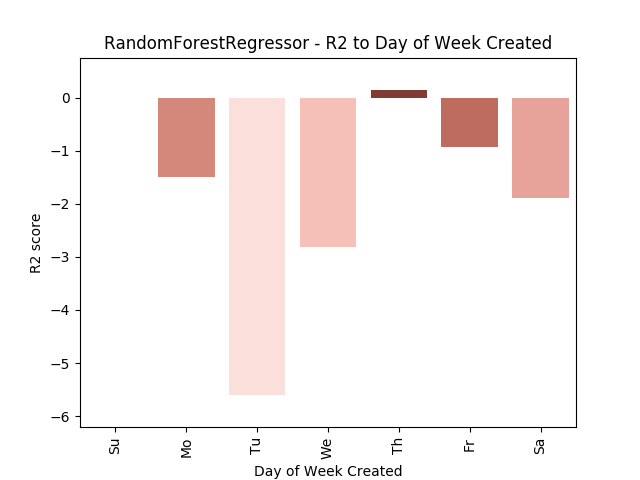 RandomForestRegressor - R2 to Day of Week Created
R2 score
0
−1
−2
−3
−4
−5
−6
Su
Mo
Tu
We
Th
Fr
Sa
Day of Week Created